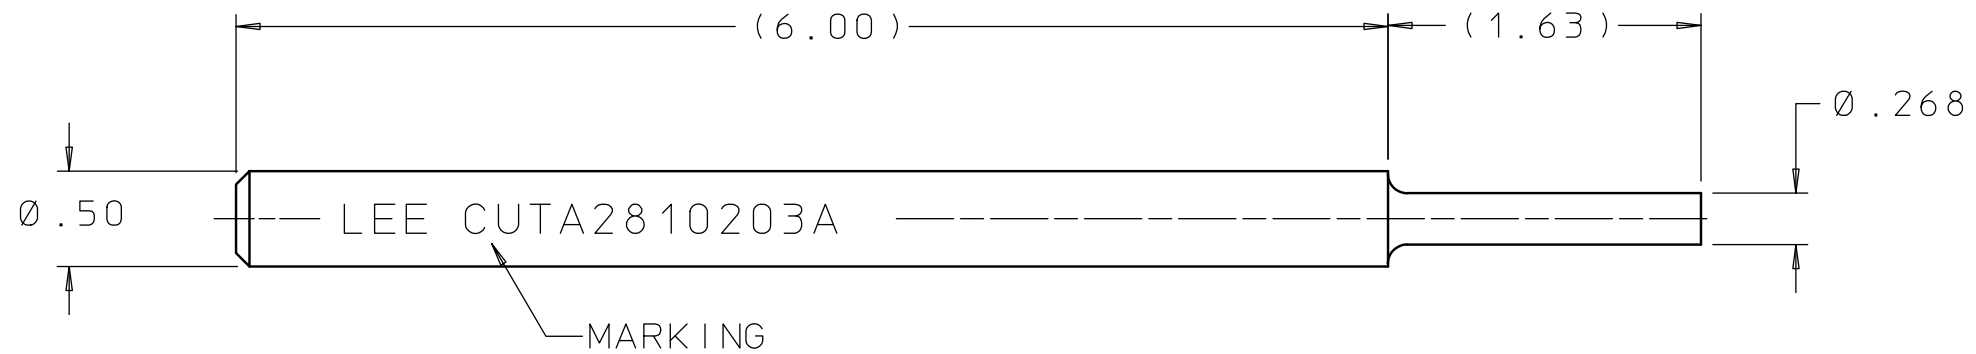 (6.00)
(1.63)
Ø.268
Ø.50
LEE CUTA2810203A
MARKING